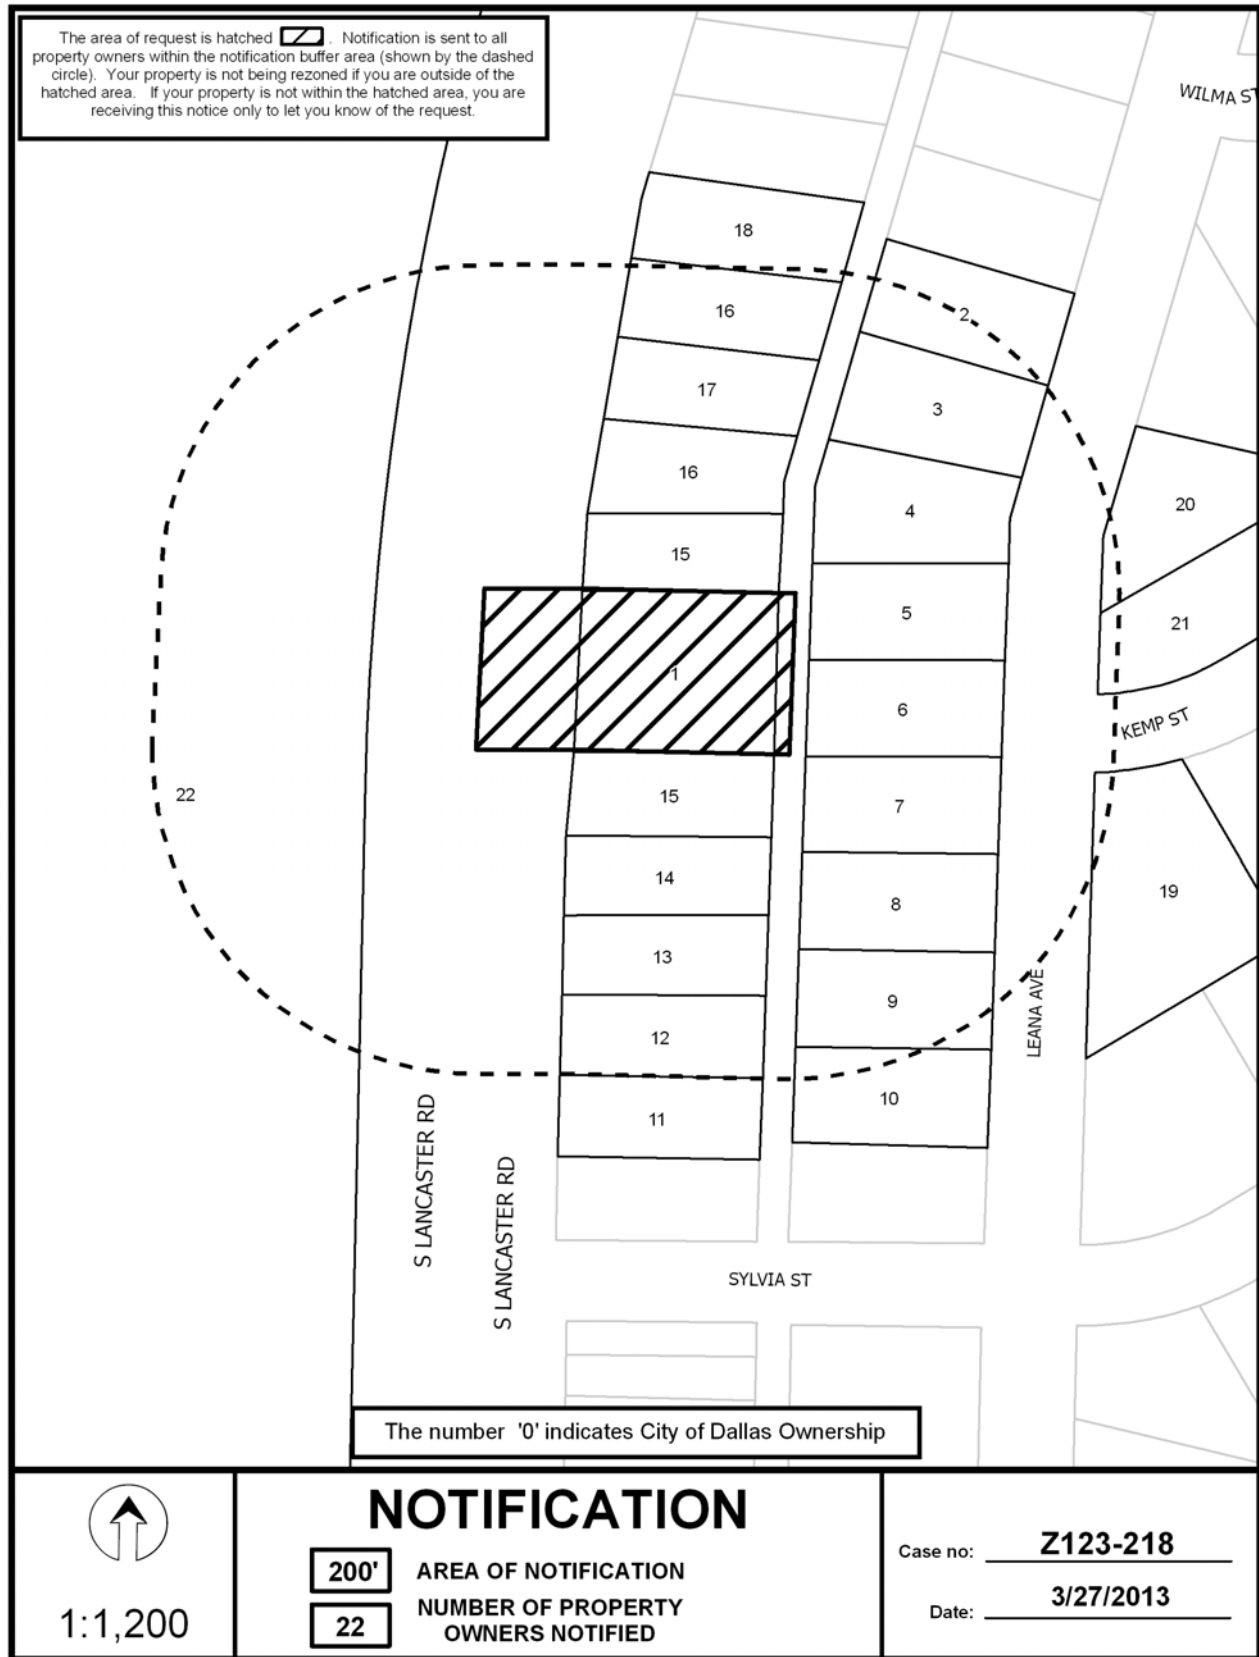 The area of request is hatched . Notification is sent to all
property owners within the notification buffer area (shown by the dashed
circle). Your property is not being rezoned if you are outside of the
hatched area. If your property is not within the hatched area, you are
receiving this notice only to let you know of the request.
WILMA ST
18
16
2
17
3
16
20
4
15
5
21
1
6
KEMP ST
22
15
7
14
19
8
13
9
LEANA AVE
12
10
11
S LANCASTER RD
S LANCASTER RD
SYLVIA ST
The number '0' indicates City of Dallas Ownership
1:1,200
NOTIFICATION
200' AREA OF NOTIFICATION
22 NUMBER OF PROPERTY
OWNERS NOTIFIED
Case no: Z123-218
Date: 3/27/2013